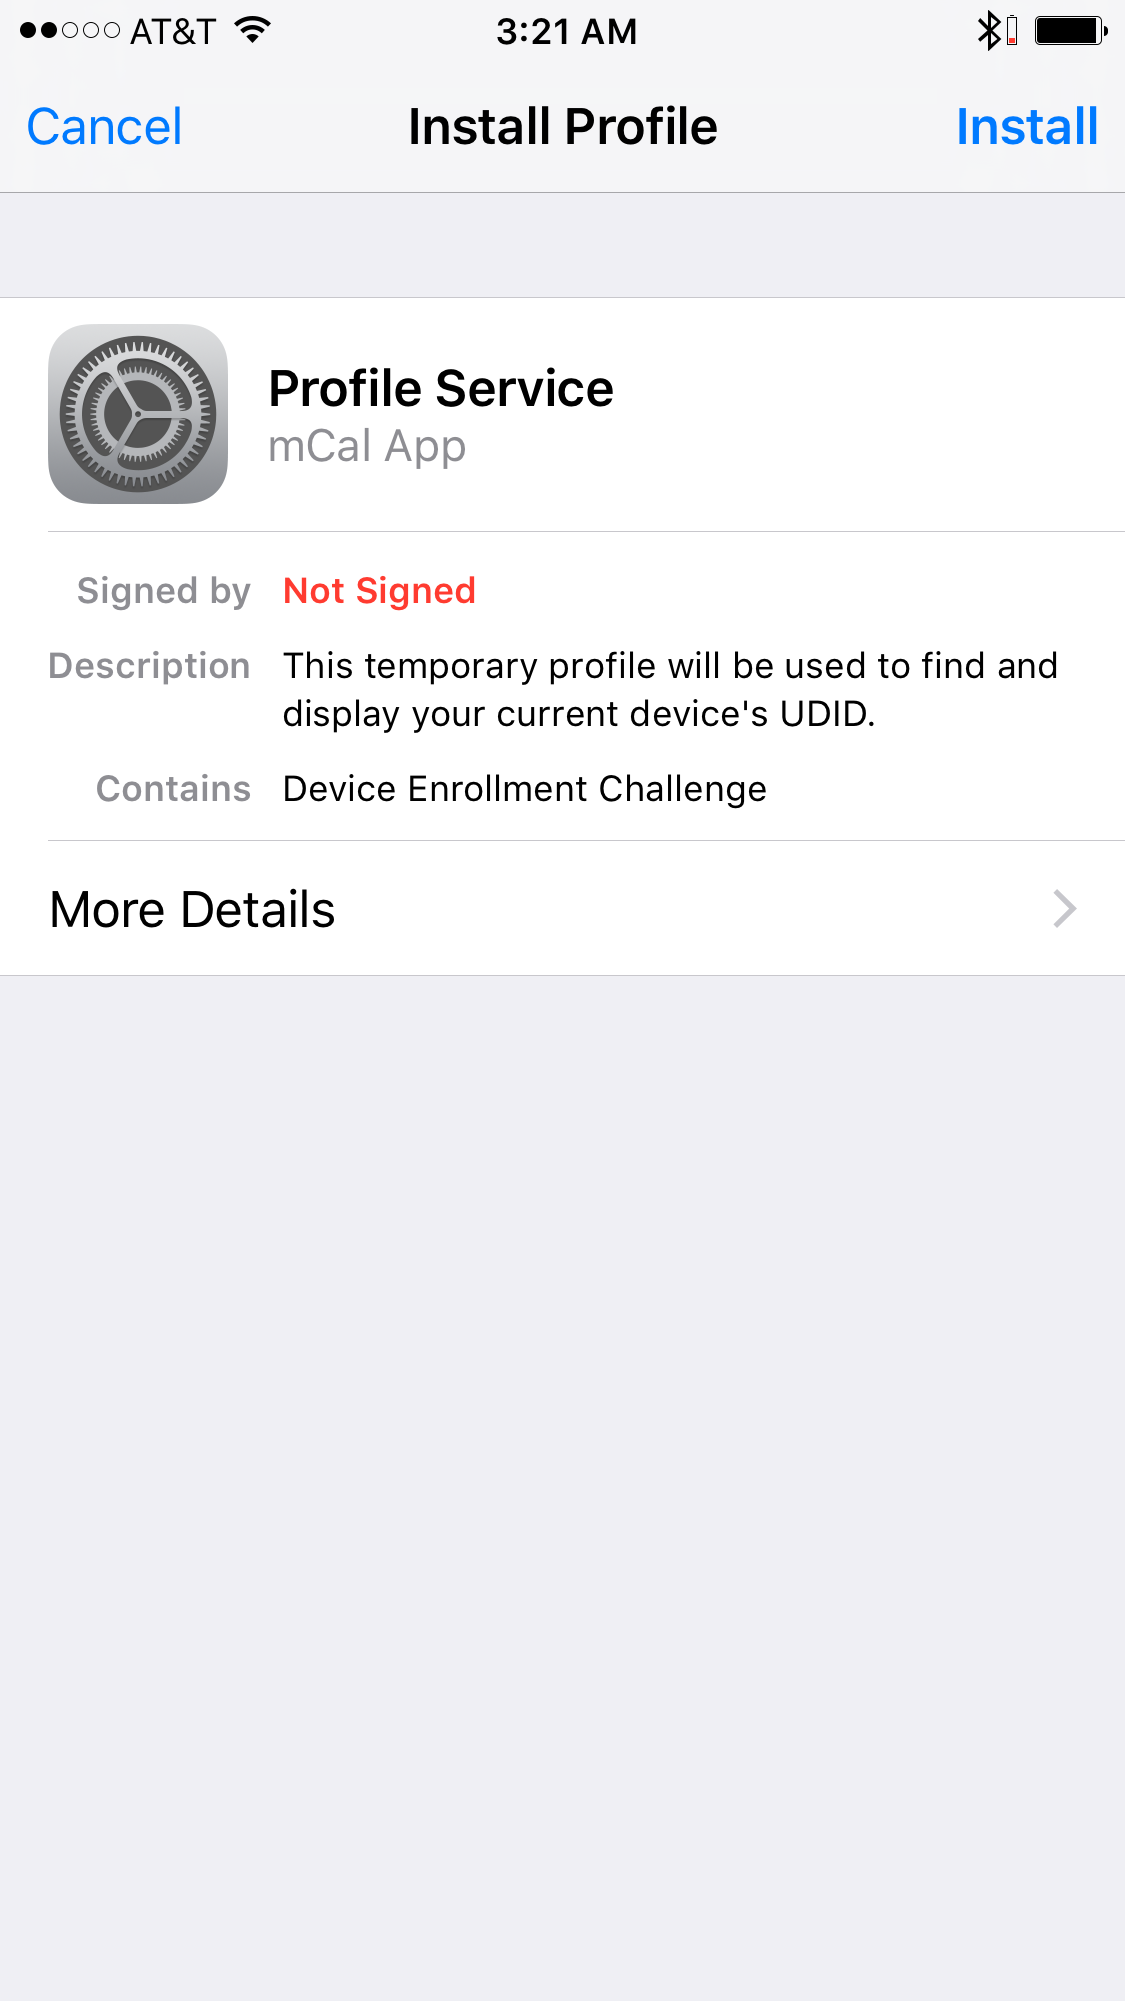 AT&T 3:21 AM
Cancel Install Profile Install
Profile Service
mCal App
Signed by Not Signed
Description This temporary profile will be used to find and
display your current device's UDID.
Contains Device Enrollment Challenge
More Details